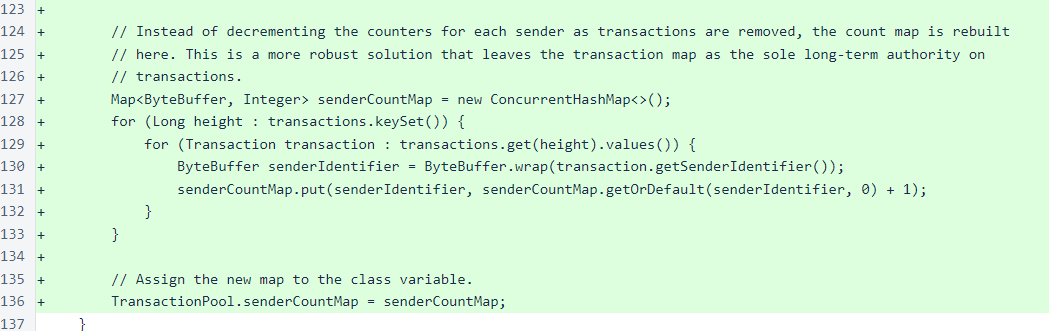 123 +
124 +         // Instead of decrementing the counters for each sender as transactions are removed, the count map is rebuilt
125 +         // here. This is a more robust solution that leaves the transaction map as the sole long-term authority on
126 +         // transactions.
127 +         Map<ByteBuffer, Integer> senderCountMap = new ConcurrentHashMap<>();
128 +         for (Long height : transactions.keySet()) {
129 +             for (Transaction transaction : transactions.get(height).values()) {
130 +                 ByteBuffer senderIdentifier = ByteBuffer.wrap(transaction.getSenderIdentifier());
131 +                 senderCountMap.put(senderIdentifier, senderCountMap.getOrDefault(senderIdentifier, 0) + 1);
132 +             }
133 +         }
134 +
135 +         // Assign the new map to the class variable.
136 +         TransactionPool.senderCountMap = senderCountMap;
137       }